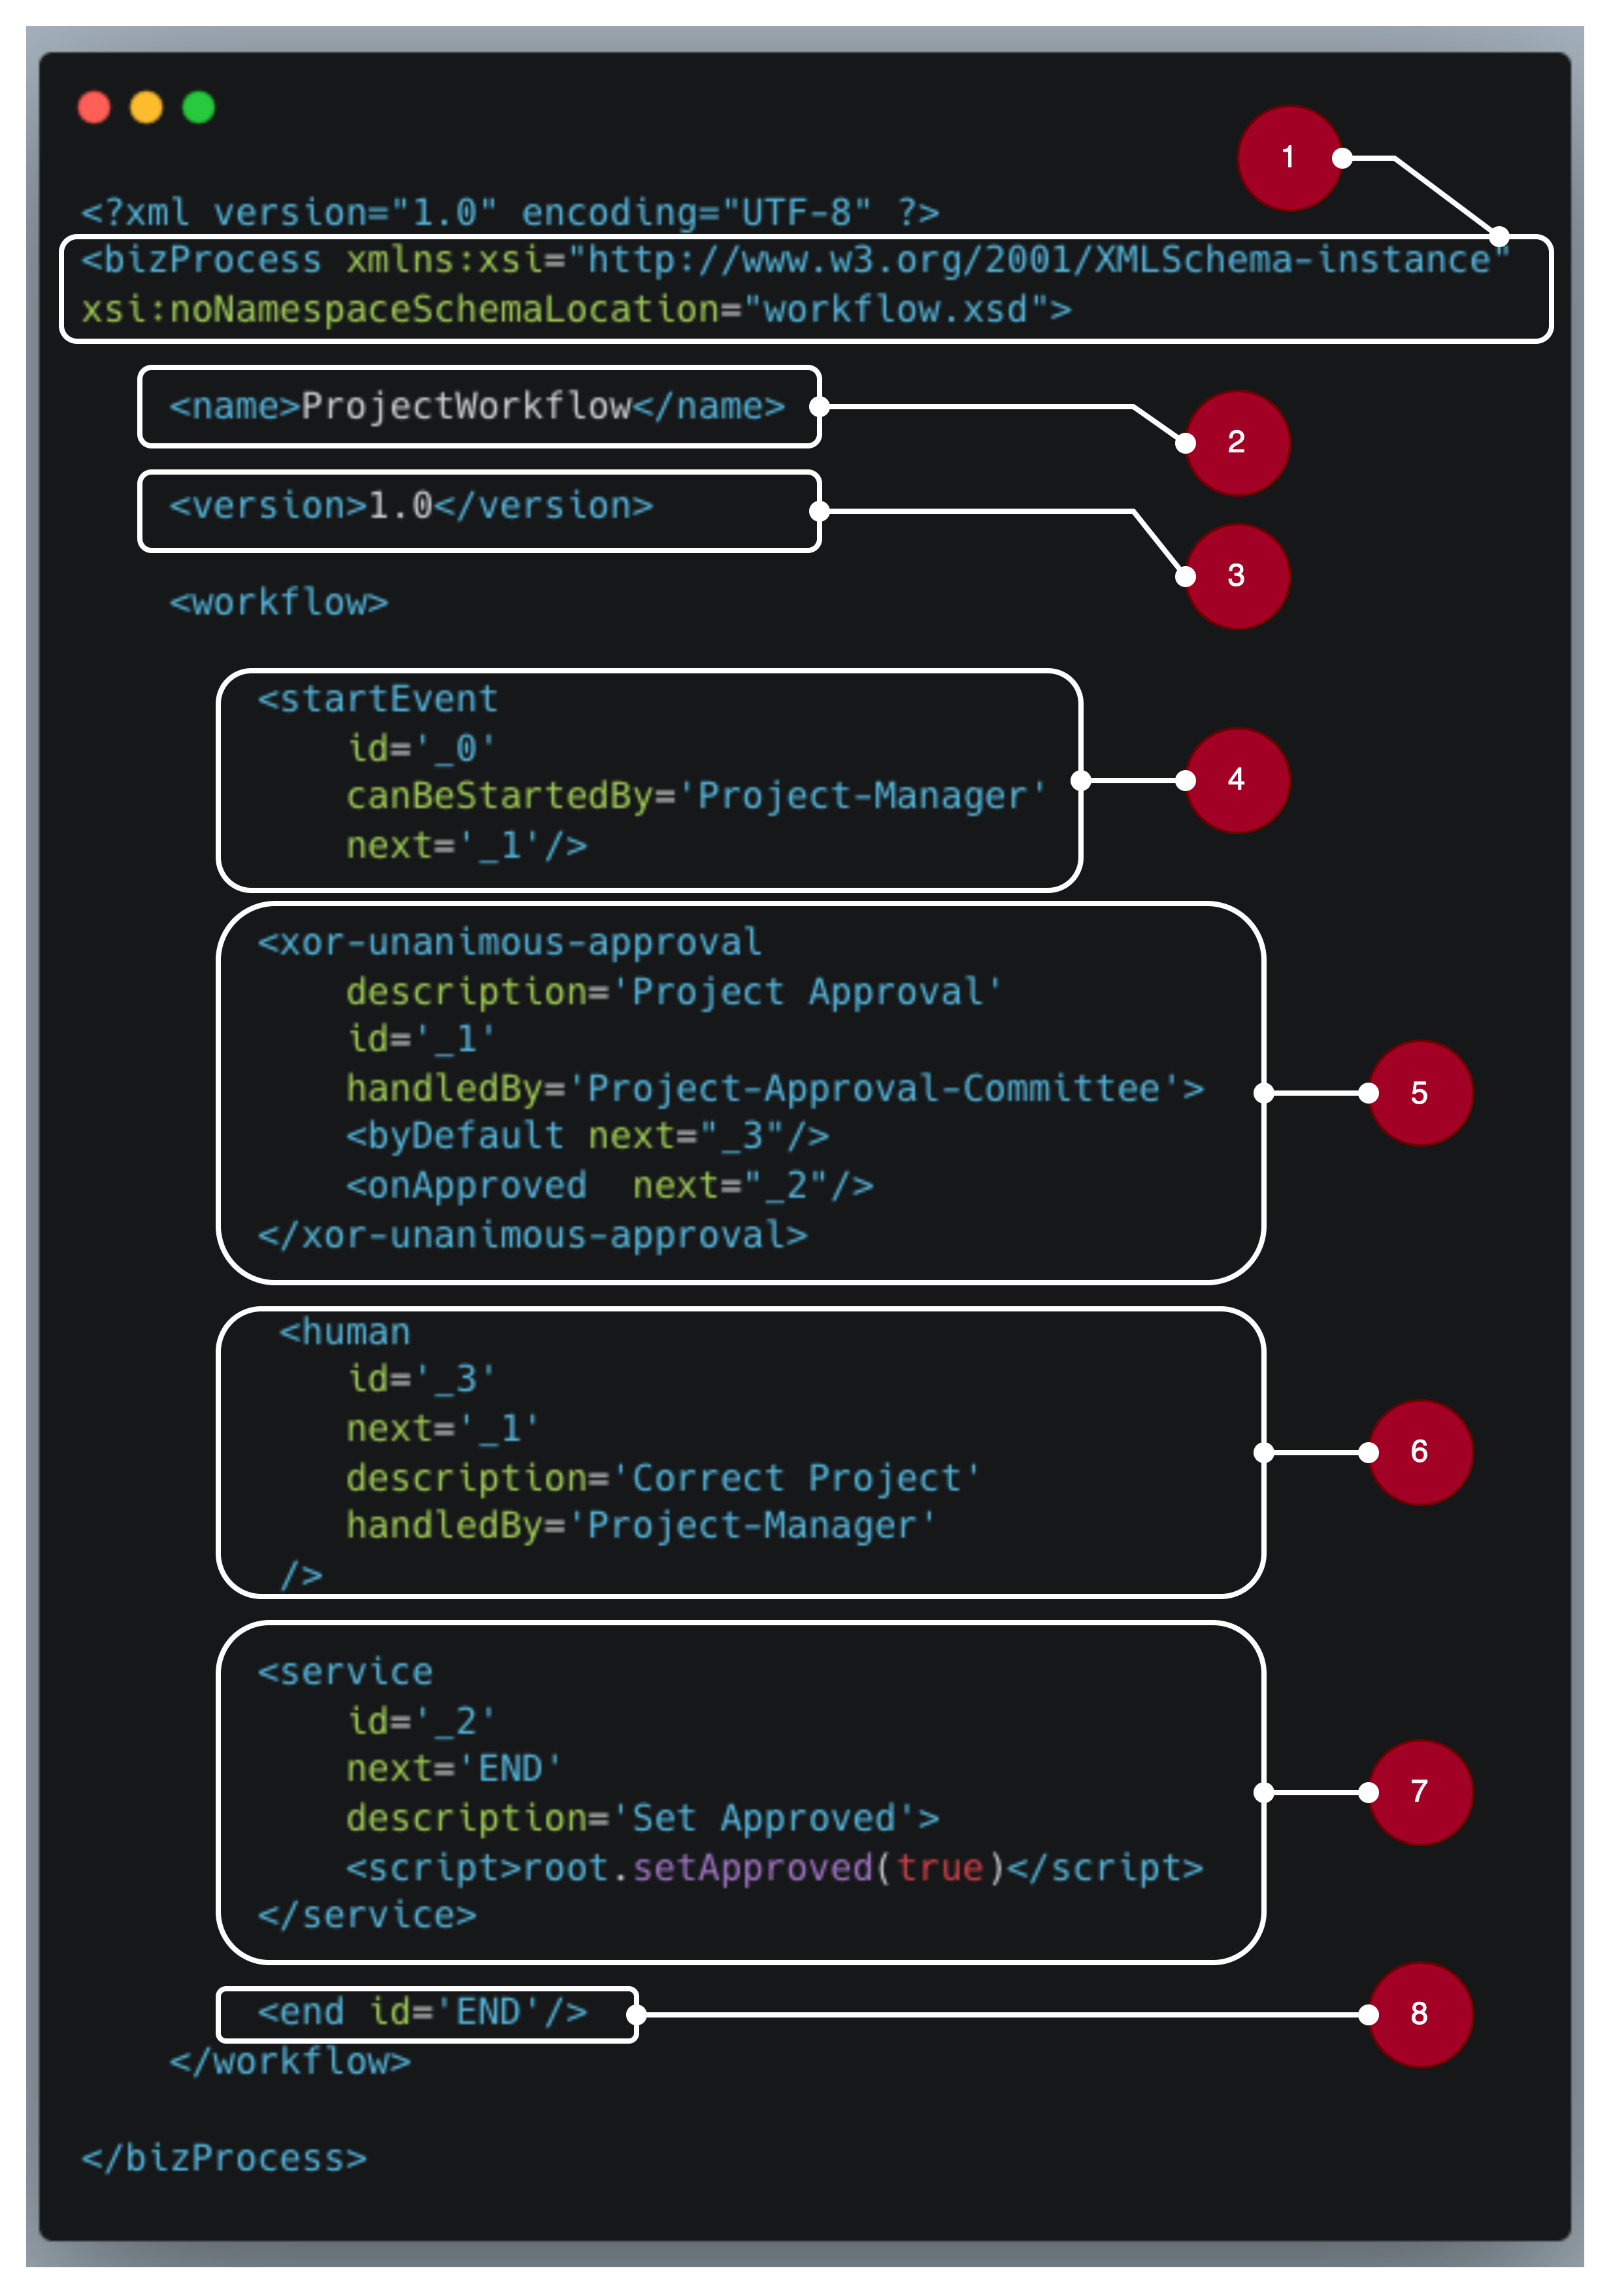 1
<?xml version="1.0" encoding="UTF-8" ?>
<bizProcess xmlns:xsi="http://www.w3.org/2001/XMLSchema-instance"
xsi:noNamespaceSchemaLocation="workflow.xsd">
<name>ProjectWorkflow</name>
2
<version>1.0</version>
3
<workflow>
<startEvent
id='_0'
canBeStartedBy='Project-Manager'
next='_1'/>
4
<xor-unanimous-approval
description='Project Approval'
id='_1'
handledBy='Project-Approval-Committee'>
<byDefault next="_3"/>
<onApproved  next="_2"/>
</xor-unanimous-approval>
5
<human
id='_3'
next='_1'
description='Correct Project'
handledBy='Project-Manager'
/>
6
<service
id='_2'
next='END'
description='Set Approved'>
<script>root.setApproved(true)</script>
</service>
7
<end id='END'/>
8
</workflow>
</bizProcess>